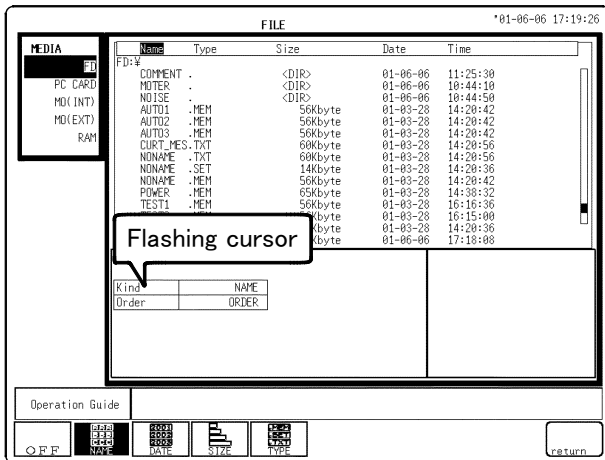 FILE
'01-06-06 17:19:26
MEDIA
FD
PC CARD
MO(INT)
MO(EXT)
RAM
Name Type Size Date Time
FD:¥
COMMENT . <DIR> 01-06-06 11:25:30
MOTER . <DIR> 01-06-06 10:44:10
NOISE . <DIR> 01-06-06 10:44:50
AUTO1 .MEM 56Kbyte 01-03-28 14:20:42
AUTO2 .MEM 56Kbyte 01-03-28 14:20:42
AUTO3 .MEM 56Kbyte 01-03-28 14:20:42
CURT_MES.TXT 60Kbyte 01-03-28 14:20:56
NONAME .TXT 60Kbyte 01-03-28 14:20:56
NONAME .SET 14Kbyte 01-03-28 14:20:36
NONAME .MEM 56Kbyte 01-03-28 14:20:42
POWER .MEM 65Kbyte 01-03-28 14:38:32
TEST1 .MEM 56Kbyte 01-03-28 16:16:36
01-03-28 16:15:00
Kbyte 01-03-28 14:20:36
Kbyte 01-06-06 17:18:08
Flashing cursor
Kind NAME
Order ORDER
Operation Guide
OFF NAME DATE SIZE TYPE return